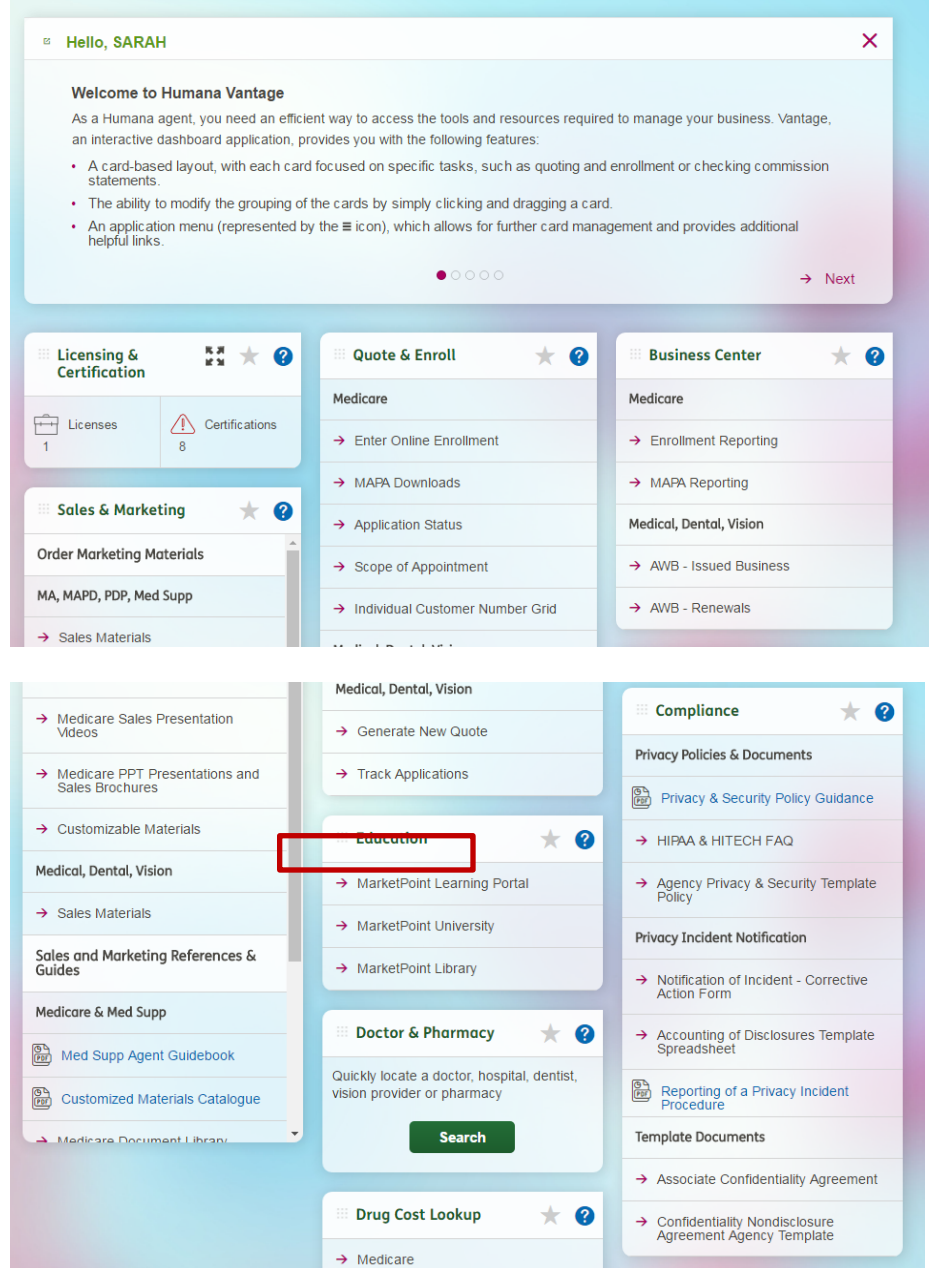 Hello, SARAH
Welcome to Humana Vantage
As a Humana agent, you need an efficient way to access the tools and resources required to manage your business. Vantage,
an interactive dashboard application, provides you with the following features:
• A card-based layout, with each card focused on specific tasks, such as quoting and enrollment or checking commission
statements.
• The ability to modify the grouping of the cards by simply clicking and dragging a card.
• An application menu (represented by the ≡ icon), which allows for further card management and provides additional
helpful links.
→ Next
Licensing &
Certification
Licenses
1
Certifications
8
Sales & Marketing
Order Marketing Materials
MA, MAPD, PDP, Med Supp
→ Sales Materials
Quote & Enroll
Medicare
→ Enter Online Enrollment
→ MAPA Downloads
→ Application Status
→ Scope of Appointment
→ Individual Customer Number Grid
Medical, Dental, Vision
Business Center
Medicare
→ Enrollment Reporting
→ MAPA Reporting
Medical, Dental, Vision
→ AWB - Issued Business
→ AWB - Renewals
→ Medicare Sales Presentation
Videos
→ Medicare PPT Presentations and
Sales Brochures
→ Customizable Materials
Medical, Dental, Vision
→ Sales Materials
Sales and Marketing References &
Guides
Medicare & Med Supp
PDF Med Supp Agent Guidebook
PDF Customized Materials Catalogue
→ Medicare Document Library
Medical, Dental, Vision
→ Generate New Quote
→ Track Applications
Education
→ MarketPoint Learning Portal
→ MarketPoint University
→ MarketPoint Library
Doctor & Pharmacy
Quickly locate a doctor, hospital, dentist,
vision provider or pharmacy
Search
Drug Cost Lookup
→ Medicare
Compliance
Privacy Policies & Documents
PDF Privacy & Security Policy Guidance
→ HIPAA & HITECH FAQ
→ Agency Privacy & Security Template
Policy
Privacy Incident Notification
→ Notification of Incident - Corrective
Action Form
→ Accounting of Disclosures Template
Spreadsheet
PDF Reporting of a Privacy Incident
Procedure
Template Documents
→ Associate Confidentiality Agreement
→ Confidentiality Nondisclosure
Agreement Agency Template